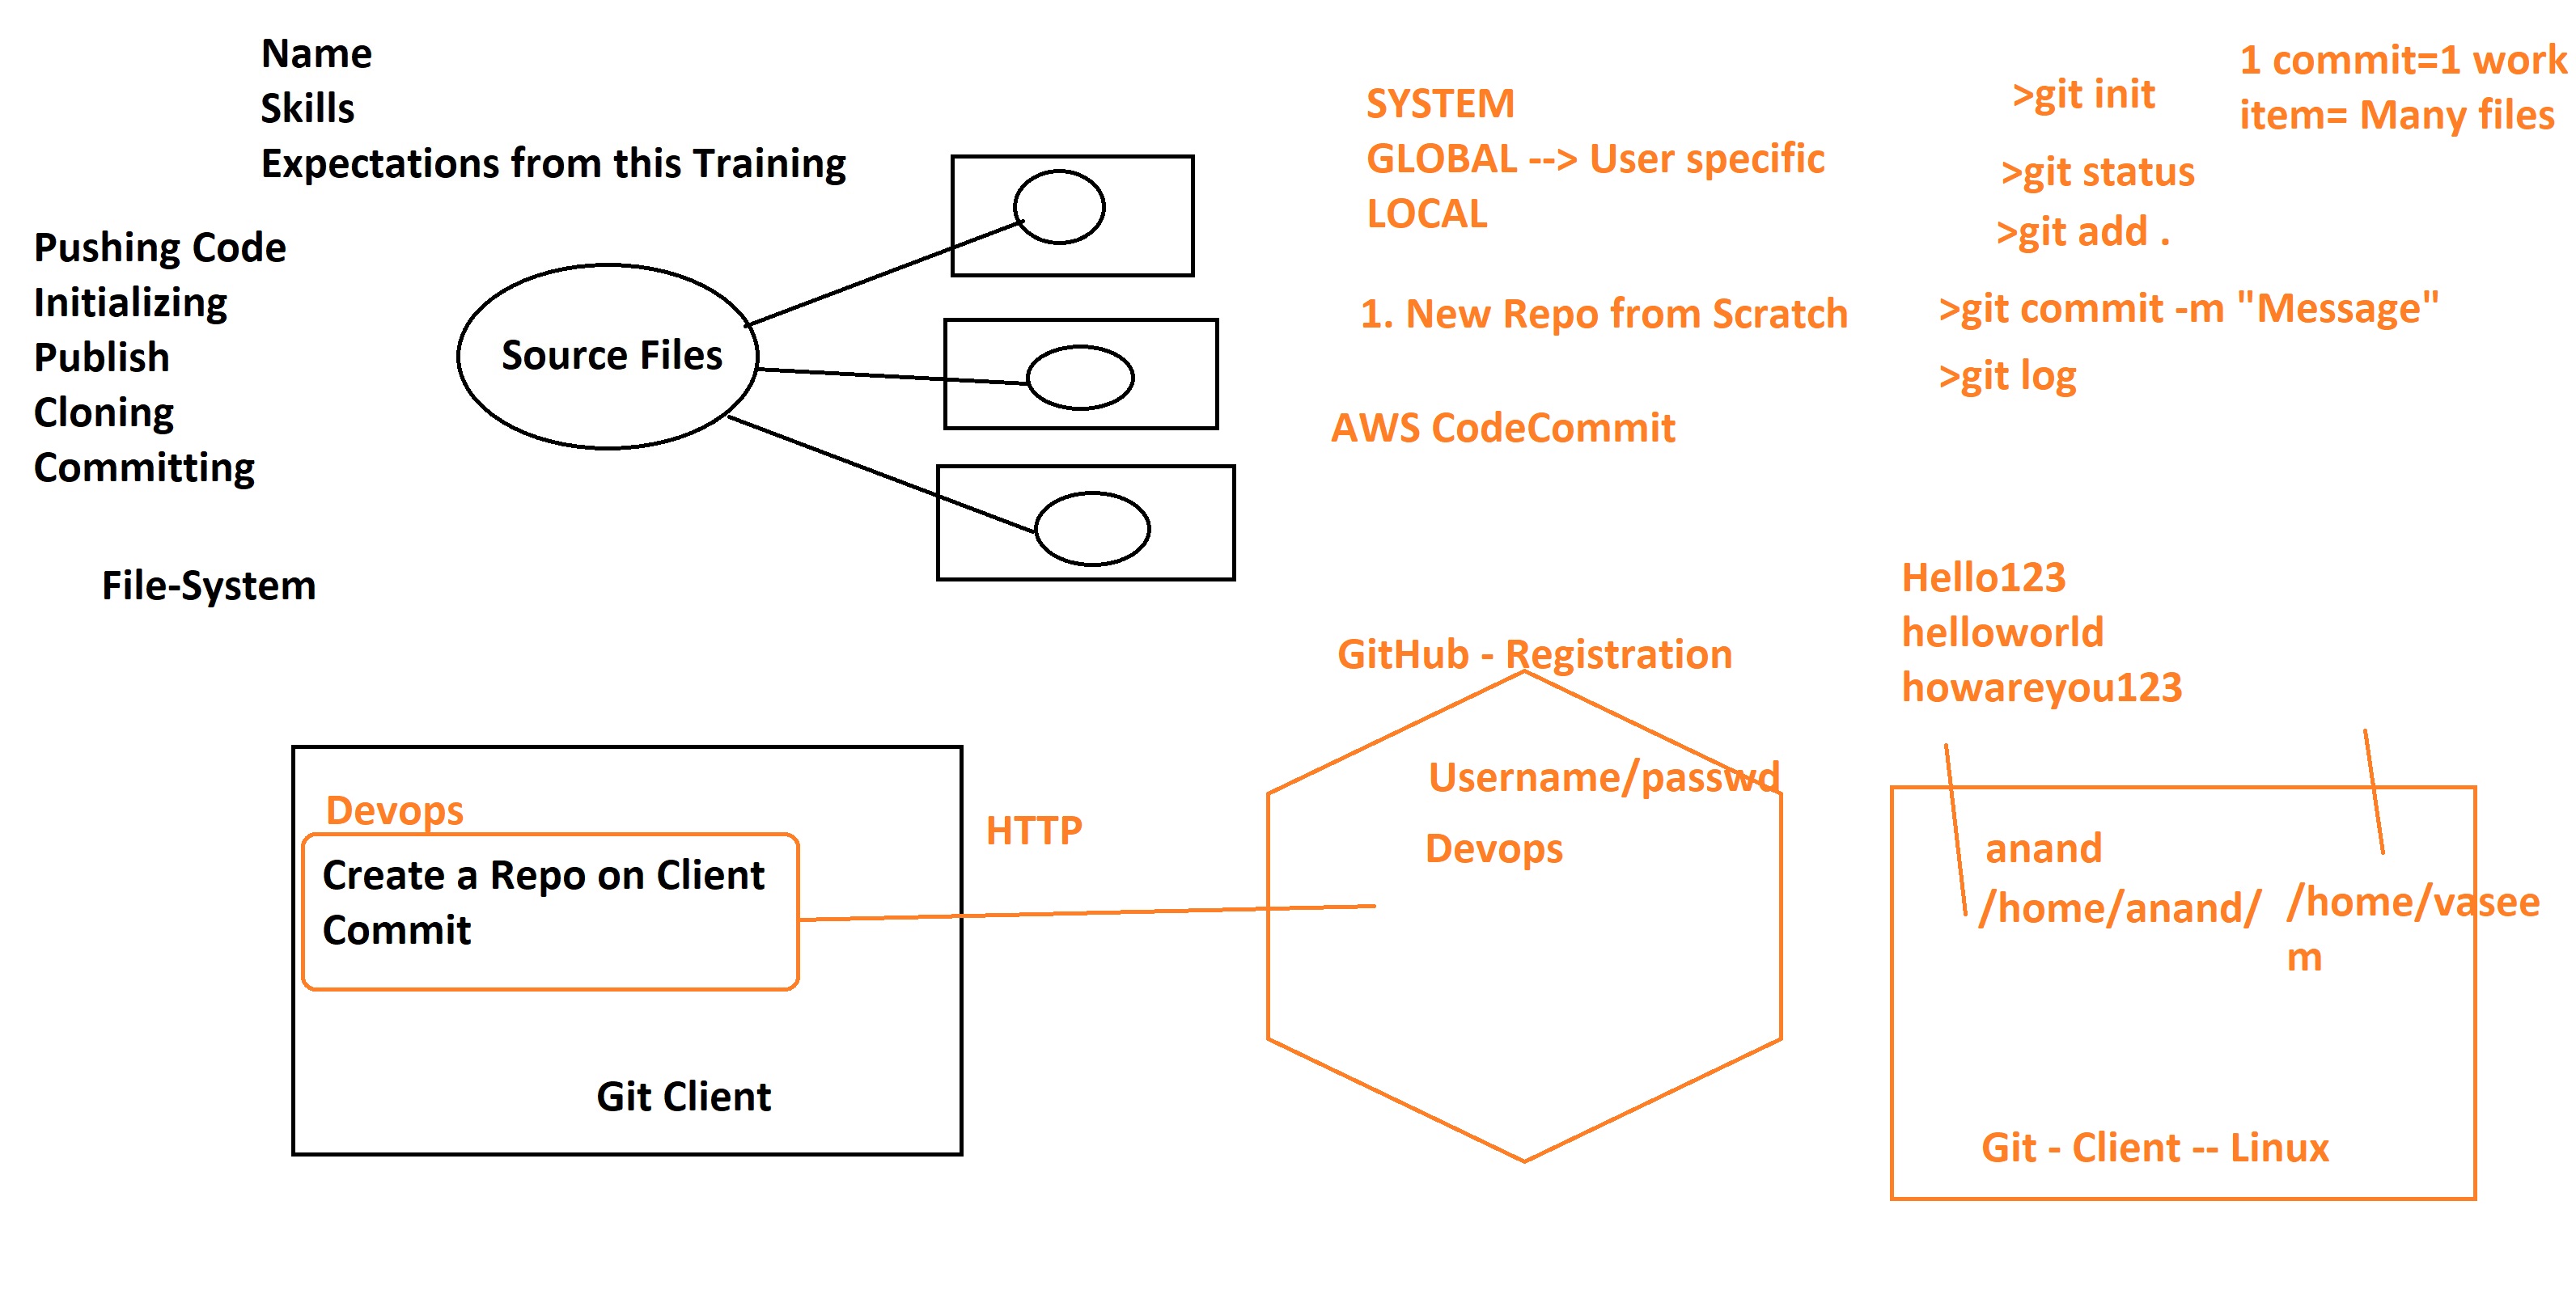 Name
Skills
Expectations from this Training
Pushing Code
Initializing
Publish
Cloning
Committing
Source Files
File-System
SYSTEM
GLOBAL --> User specific
LOCAL
1. New Repo from Scratch
AWS CodeCommit
>git init
>git status
>git add .
>git commit -m "Message"
>git log
1 commit=1 work
item= Many files
Devops
Create a Repo on Client
Commit
Git Client
HTTP
GitHub - Registration
Username/passwd
Devops
Hello123
helloworld
howareyou123
anand
/home/anand/
/home/vasee
m
Git - Client -- Linux